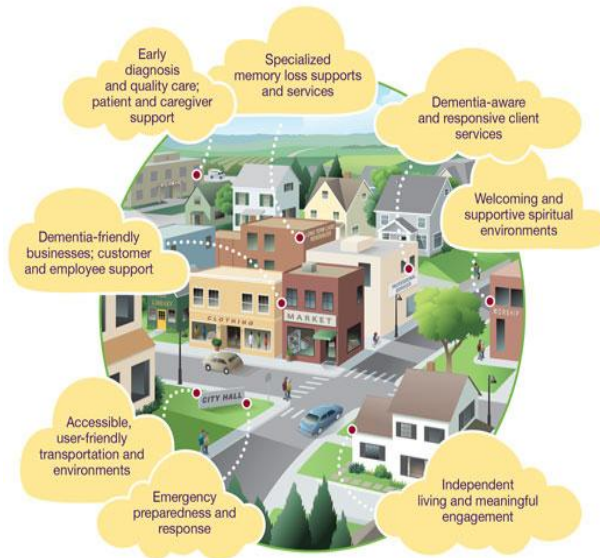 Early
diagnosis
and quality care;
patient and caregiver
support
Specialized
memory loss supports
and services
Dementia-aware
and responsive client
services
Welcoming and
supportive spiritual
environments
Dementia-friendly
businesses; customer
and employee support
LIBRARY
CLOTHING
MARKET
WORSHIP
CITY HALL
Accessible,
user-friendly
transportation and
environments
Emergency
preparedness and
response
Independent
living and meaningful
engagement